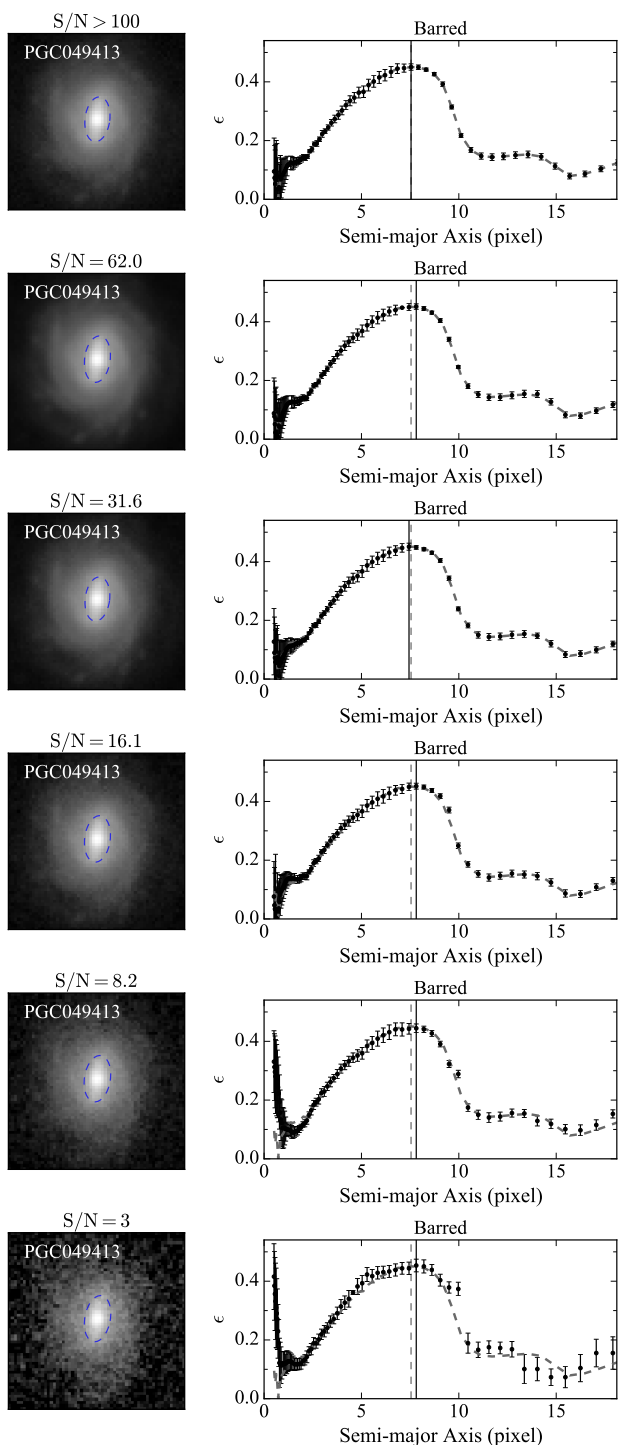 S/N > 100
PGC049413
Barred
ϵ
0.4
0.2
0.0
0 5 10 15
Semi-major Axis (pixel)
S/N = 62.0
PGC049413
Barred
ϵ
0.4
0.2
0.0
0 5 10 15
Semi-major Axis (pixel)
S/N = 31.6
PGC049413
Barred
ϵ
0.4
0.2
0.0
0 5 10 15
Semi-major Axis (pixel)
S/N = 16.1
PGC049413
Barred
ϵ
0.4
0.2
0.0
0 5 10 15
Semi-major Axis (pixel)
S/N = 8.2
PGC049413
Barred
ϵ
0.4
0.2
0.0
0 5 10 15
Semi-major Axis (pixel)
S/N = 3
PGC049413
Barred
ϵ
0.4
0.2
0.0
0 5 10 15
Semi-major Axis (pixel)